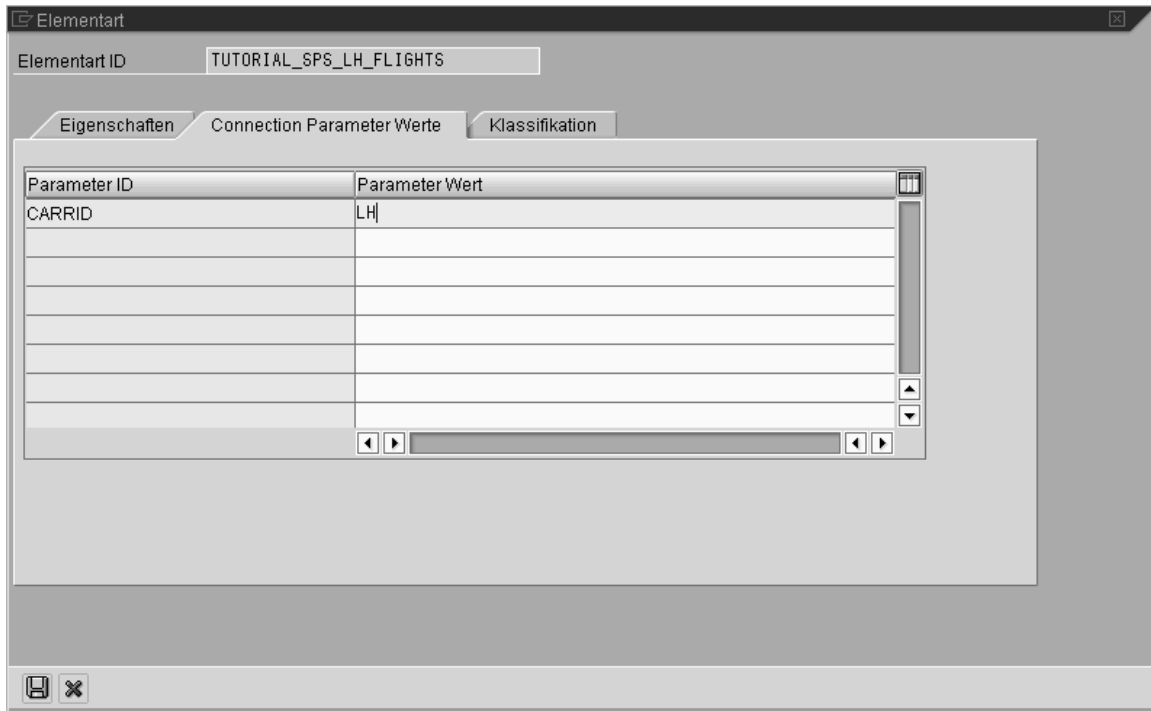 Elementart
Elementart ID TUTORIAL_SPS_LH_FLIGHTS
Eigenschaften Connection Parameter Werte Klassifikation
Parameter ID Parameter Wert
CARRID LH